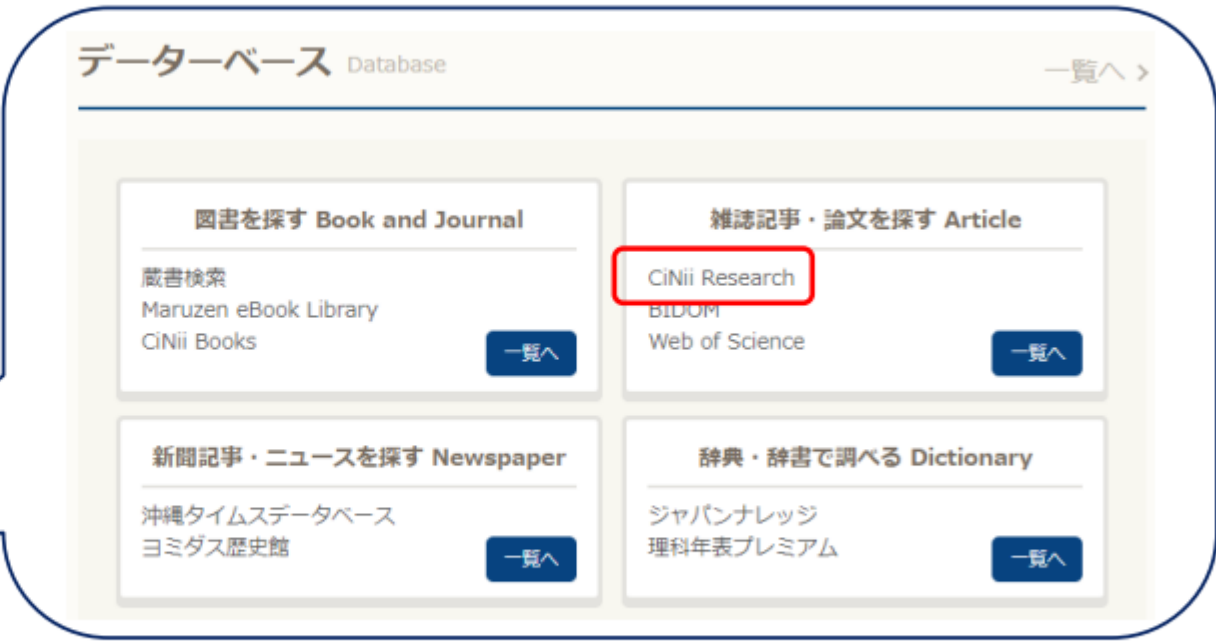 データーベース Database
一覧へ >
図書を探す Book and Journal
蔵書検索
Maruzen eBook Library
CiNii Books
一覧へ
雑誌記事・論文を探す Article
CiNii Research
BIDOM
Web of Science
一覧へ
新聞記事・ニュースを探す Newspaper
沖縄タイムスデータベース
ヨミダス歴史館
一覧へ
辞典・辞書で調べる Dictionary
ジャパンナレッジ
理科年表プレミアム
一覧へ